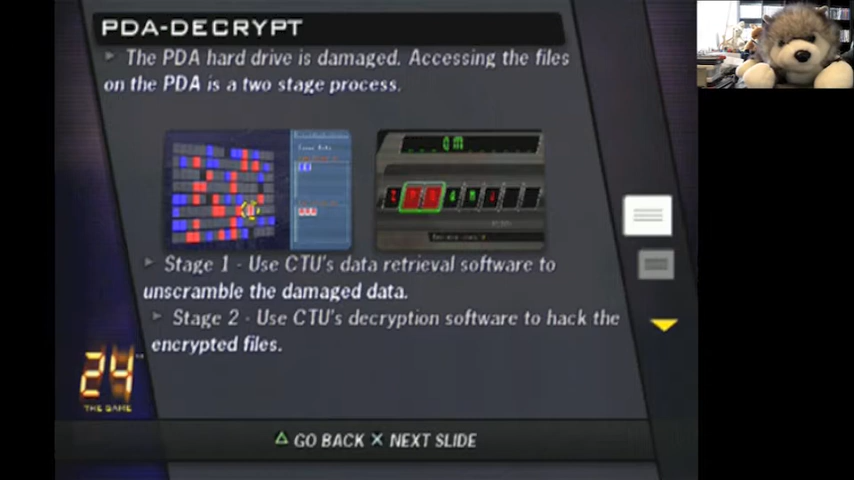 PDA-DECRYPT
The PDA hard drive is damaged. Accessing the files
on the PDA is a two stage process.
Stage 1 - Use CTU's data retrieval software to
unscramble the damaged data.
Stage 2 - Use CTU's decryption software to hack the
encrypted files.
24
THE GAME
GO BACK X NEXT SLIDE